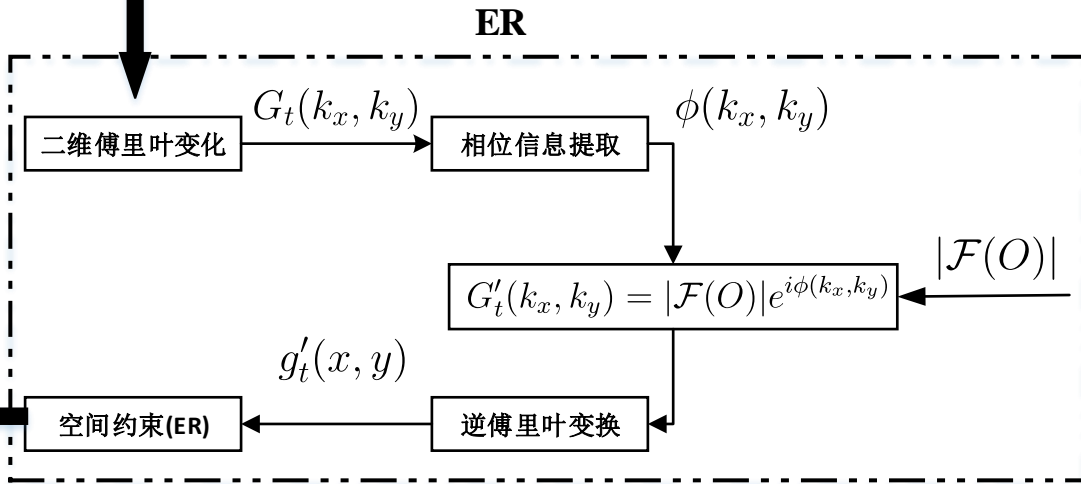 ER
二维傅里叶变化
G_t(k_x, k_y)
相位信息提取
ϕ(k_x, k_y)
|ℱ(O)|
G′_t(k_x, k_y) = |ℱ(O)|e^{iϕ(k_x,k_y)}
g′_t(x, y)
空间约束(ER)
逆傅里叶变换